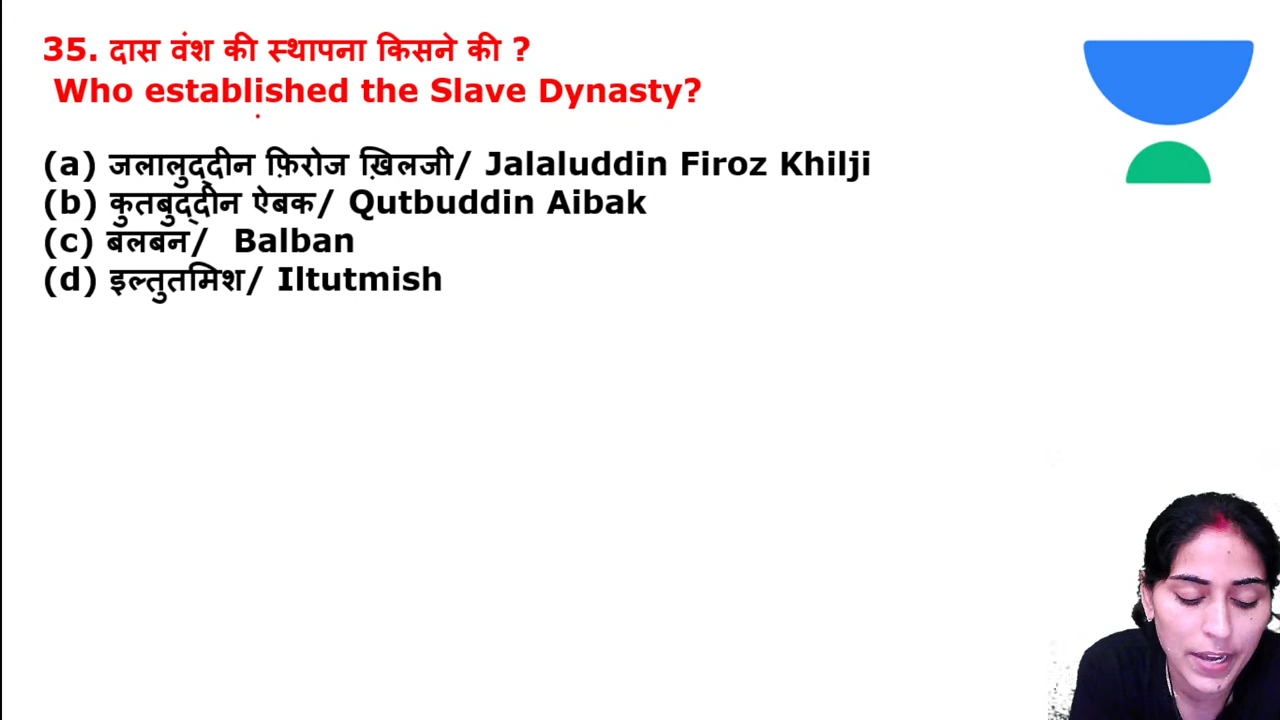 35. दास वंश की स्थापना किसने की ?
Who established the Slave Dynasty?
(a) जलालुद्दीन फ़िरोज ख़िलजी/ Jalaluddin Firoz Khilji
(b) कुतबुद्दीन ऐबक/ Qutbuddin Aibak
(c) बलबन/ Balban
(d) इल्तुतमिश/ Iltutmish